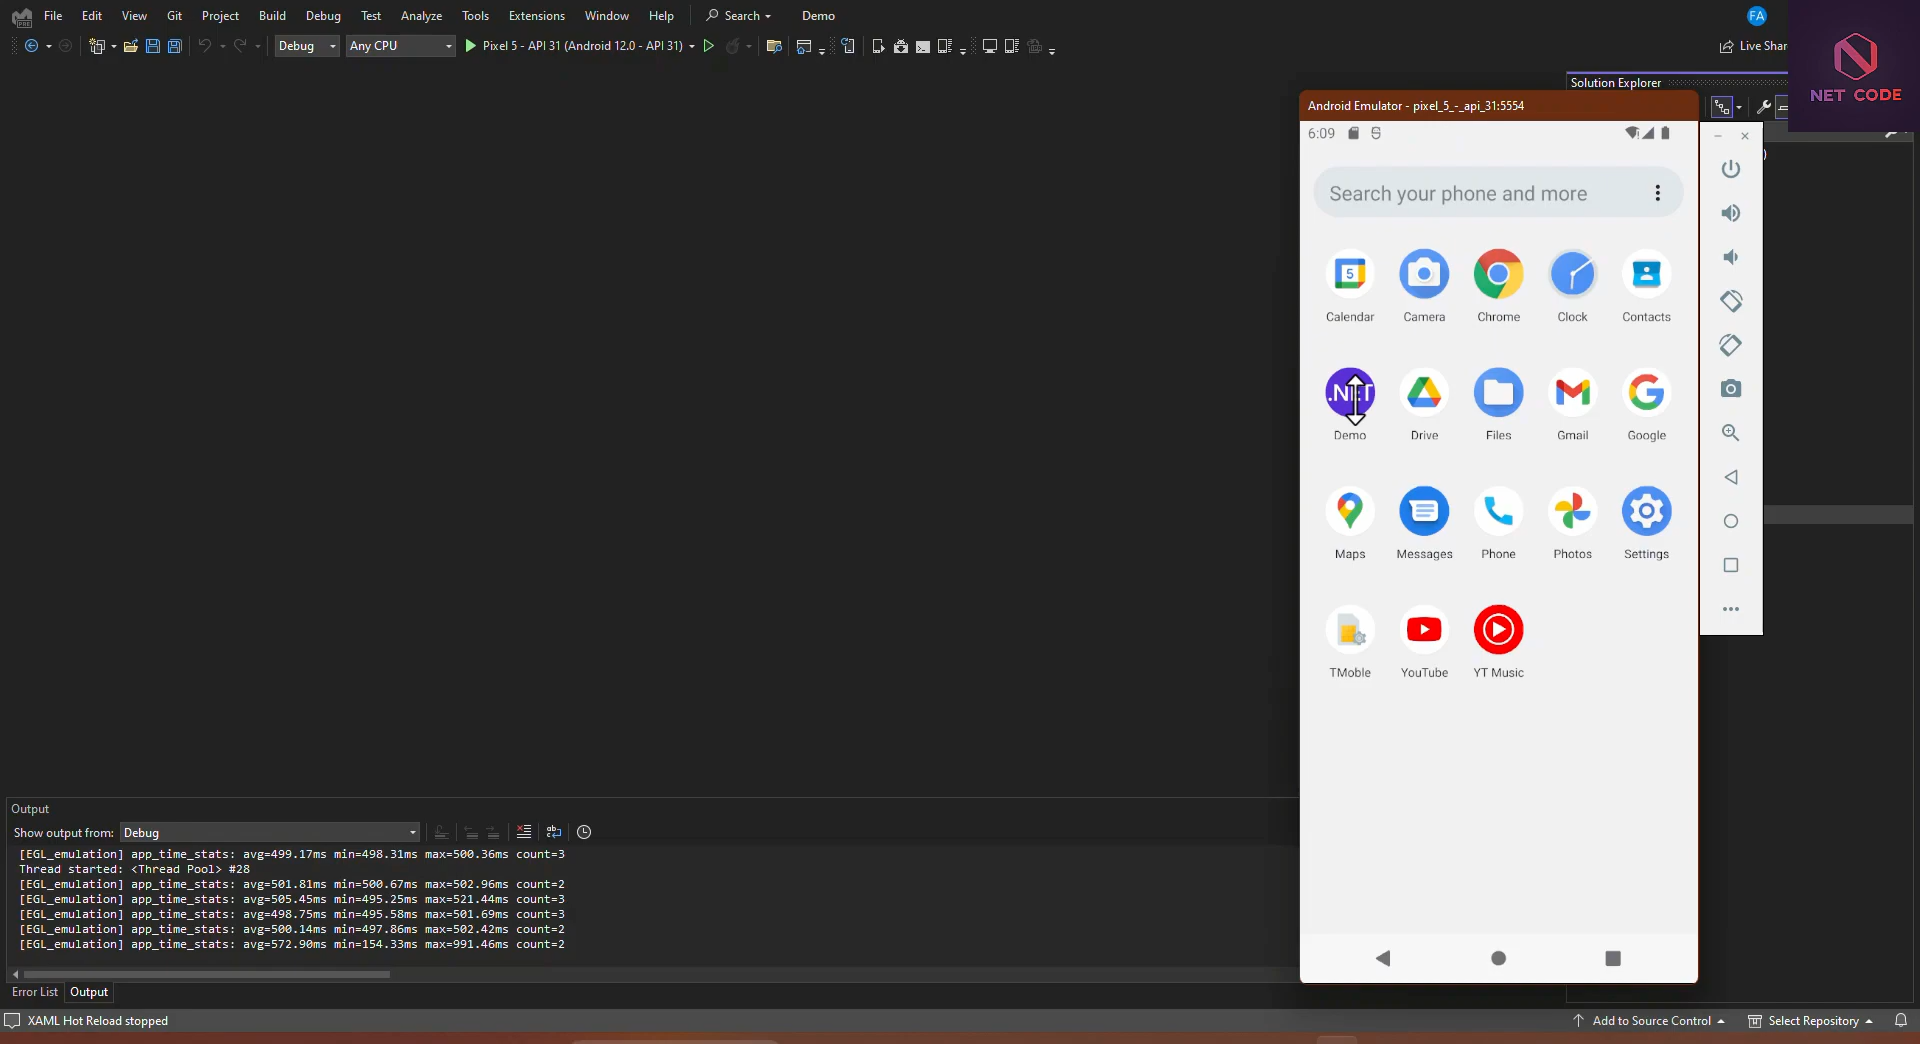 File Edit View Git Project Build Debug Test Analyze Tools Extensions Window Help Search Demo FA
Debug Any CPU Pixel 5 - API 31 (Android 12.0 - API 31) Live Shar
NET CODE
Solution Explorer
Android Emulator - pixel_5_-_api_31:5554
6:09
Search your phone and more
5
Calendar Camera Chrome Clock Contacts
.NET
Demo Drive Files Gmail Google
Maps Messages Phone Photos Settings
TMoble YouTube YT Music
Output
Show output from: Debug
[EGL_emulation] app_time_stats: avg=499.17ms min=498.31ms max=500.36ms count=3
Thread started: <Thread Pool> #28
[EGL_emulation] app_time_stats: avg=501.81ms min=500.67ms max=502.96ms count=2
[EGL_emulation] app_time_stats: avg=505.45ms min=495.25ms max=521.44ms count=3
[EGL_emulation] app_time_stats: avg=498.75ms min=495.58ms max=501.69ms count=3
[EGL_emulation] app_time_stats: avg=500.14ms min=497.86ms max=502.42ms count=2
[EGL_emulation] app_time_stats: avg=572.90ms min=154.33ms max=991.46ms count=2
Error List Output
XAML Hot Reload stopped Add to Source Control Select Repository